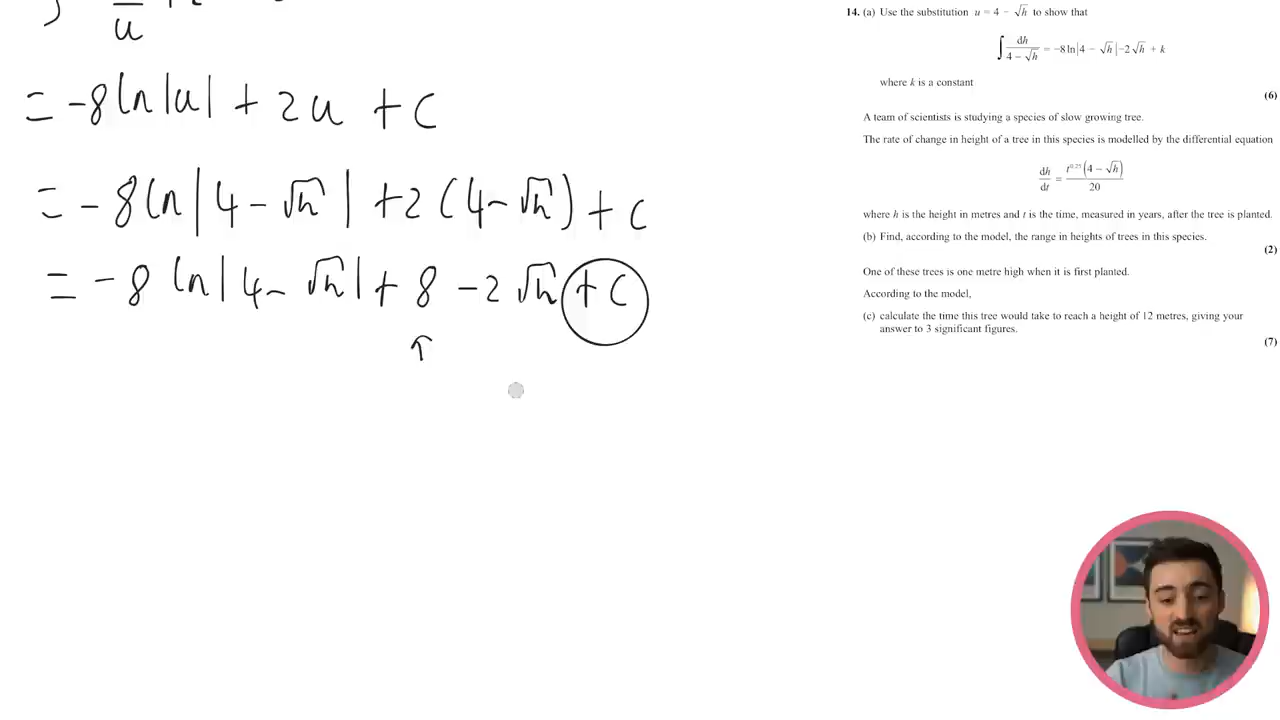 u
= -8 ln |u| + 2u + C
= -8 ln | 4 - √h | + 2 (4 - √h) + C
= -8 ln | 4 - √h | + 8 - 2 √h + C
↑
14. (a) Use the substitution u = 4 − √h to show that
∫ dh/(4 − √h) = −8 ln|4 − √h| −2√h + k
where k is a constant
(6)
A team of scientists is studying a species of slow growing tree.
The rate of change in height of a tree in this species is modelled by the differential equation
dh/dt = t^0.25 (4 − √h)/20
where h is the height in metres and t is the time, measured in years, after the tree is planted.
(b) Find, according to the model, the range in heights of trees in this species.
(2)
One of these trees is one metre high when it is first planted.
According to the model,
(c) calculate the time this tree would take to reach a height of 12 metres, giving your
answer to 3 significant figures.
(7)